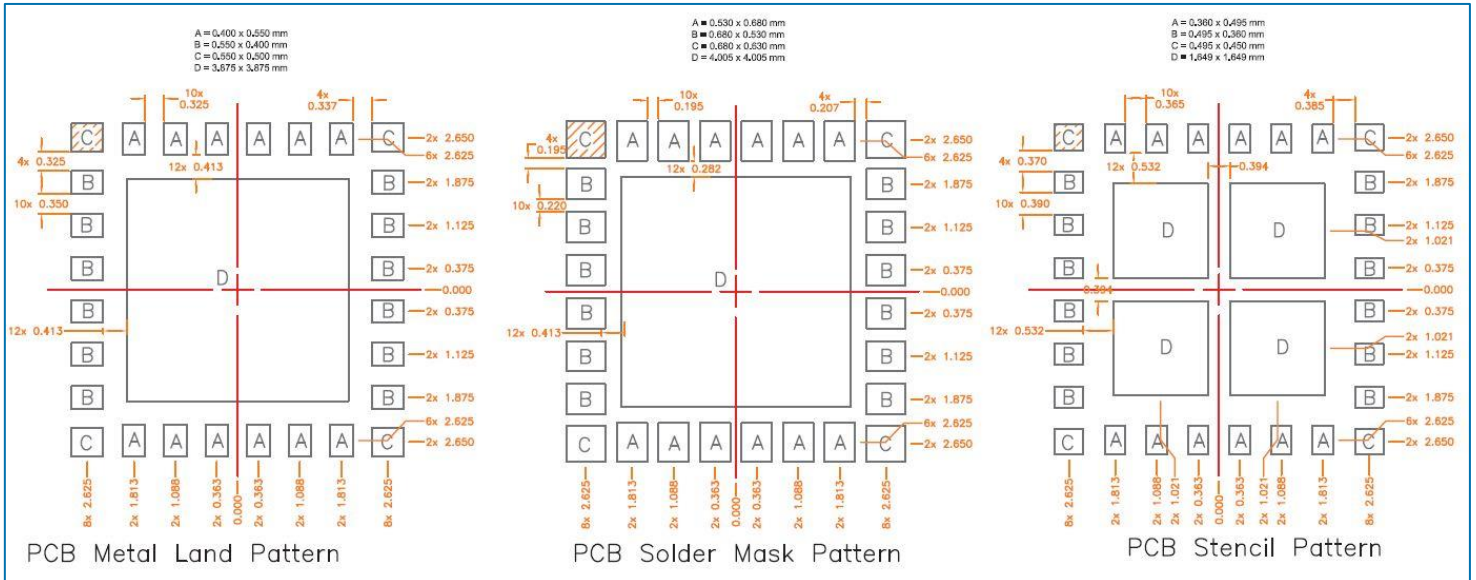 A = 0.400 x 0.550 mm
B = 0.550 x 0.400 mm
C = 0.550 x 0.500 mm
D = 3.675 x 3.875 mm
10x 0.325
4x 0.337
C A A A A A A C
2x 2.650
6x 2.625
4x 0.325
12x 0.413
B B
2x 1.875
10x 0.350
B B
2x 1.125
B D B
2x 0.375
0.000
B B
2x 0.375
12x 0.413
B B
2x 1.125
B B
2x 1.875
6x 2.625
C A A A A A A C
2x 2.650
8x 2.625
2x 1.813
2x 1.088
2x 0.363
0.000
2x 0.363
2x 1.088
2x 1.813
8x 2.625
PCB Metal Land Pattern
A = 0.530 x 0.680 mm
B = 0.680 x 0.530 mm
C = 0.680 x 0.630 mm
D = 4.005 x 4.005 mm
10x 0.195
4x 0.207
C A A A A A A C
2x 2.650
4x 0.195
6x 2.625
12x 0.282
B B
2x 1.875
10x 0.220
B B
2x 1.125
B D B
2x 0.375
0.000
B B
2x 0.375
12x 0.413
B B
2x 1.125
B B
2x 1.875
6x 2.625
C A A A A A A C
2x 2.650
8x 2.625
2x 1.813
2x 1.088
2x 0.363
0.000
2x 0.363
2x 1.088
2x 1.813
8x 2.625
PCB Solder Mask Pattern
A = 0.360 x 0.495 mm
B = 0.495 x 0.360 mm
C = 0.495 x 0.450 mm
D = 1.649 x 1.649 mm
10x 0.365
4x 0.385
C A A A A A A C
2x 2.650
6x 2.625
4x 0.370
12x 0.532
0.394
B B
2x 1.875
10x 0.390
B D D B
2x 1.125
2x 1.021
B B
2x 0.375
0.394
0.000
B B
2x 0.375
12x 0.532
2x 1.021
B D D B
2x 1.125
B B
2x 1.875
6x 2.625
C A A A A A A C
2x 2.650
8x 2.625
2x 1.813
2x 1.088
2x 1.021
2x 0.363
0.000
2x 0.363
2x 1.021
2x 1.088
2x 1.813
8x 2.625
PCB Stencil Pattern